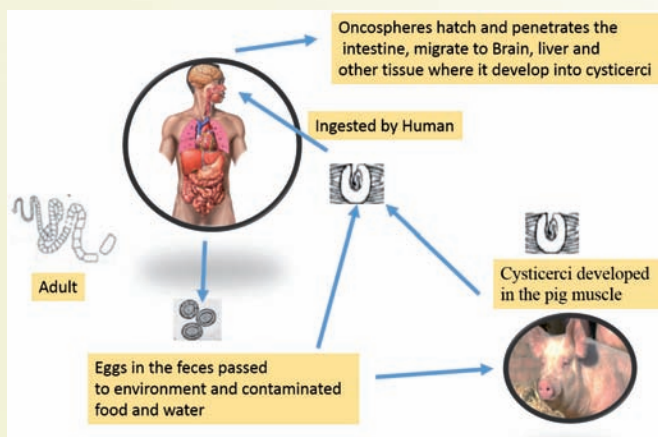 Oncospheres hatch and penetrates the
intestine, migrate to Brain, liver and
other tissue where it develop into cysticerci
Ingested by Human
Adult
Cysticerci developed
in the pig muscle
Eggs in the feces passed
to environment and contaminated
food and water